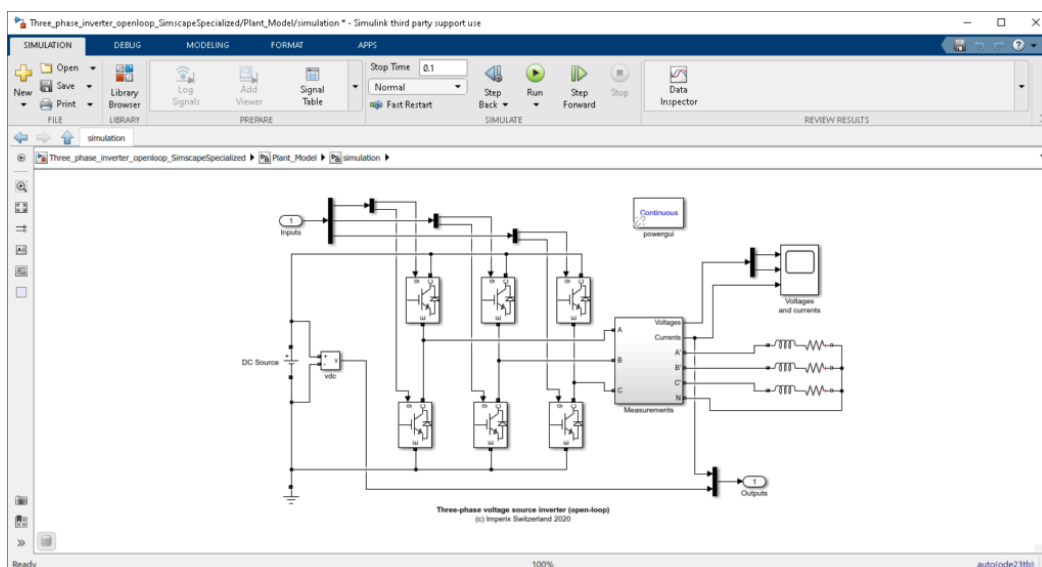 Three_phase_inverter_openloop_SimscapeSpecialized/Plant_Model/simulation * - Simulink third party support use
SIMULATION DEBUG MODELING FORMAT APPS
New
Open
Save
Print
FILE
Library
Browser
LIBRARY
Log
Signals
Add
Viewer
Signal
Table
PREPARE
Stop Time 0.1
Normal
Fast Restart
Step
Back
Run
Step
Forward
Stop
SIMULATE
Data
Inspector
REVIEW RESULTS
simulation
Three_phase_inverter_openloop_SimscapeSpecialized Plant_Model simulation
1
Inputs
Continuous
powergui
g C
E
g C
E
g C
E
Voltages
and currents
DC Source
+
-
v
vdc
A
B
C
Voltages
Currents
A'
B'
C'
N
Measurements
g C
E
g C
E
g C
E
1
Outputs
Three-phase voltage source inverter (open-loop)
(c) Imperix Switzerland 2020
Ready 100% auto(ode23tb)